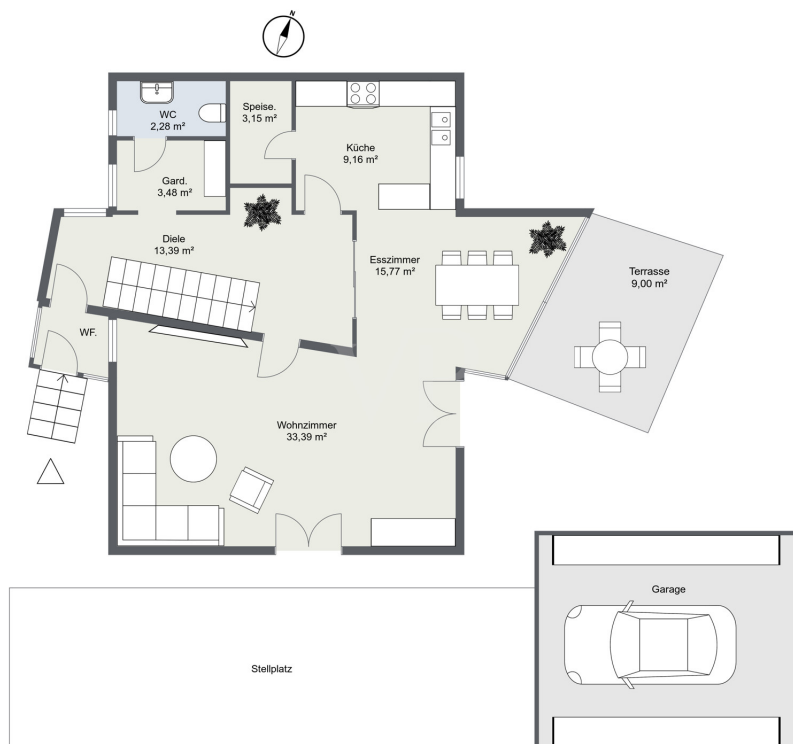 N
WC
2,28 m²
Speise.
3,15 m²
Küche
9,16 m²
Gard.
3,48 m²
Diele
13,39 m²
Esszimmer
15,77 m²
Terrasse
9,00 m²
WF.
Wohnzimmer
33,39 m²
Garage
Stellplatz